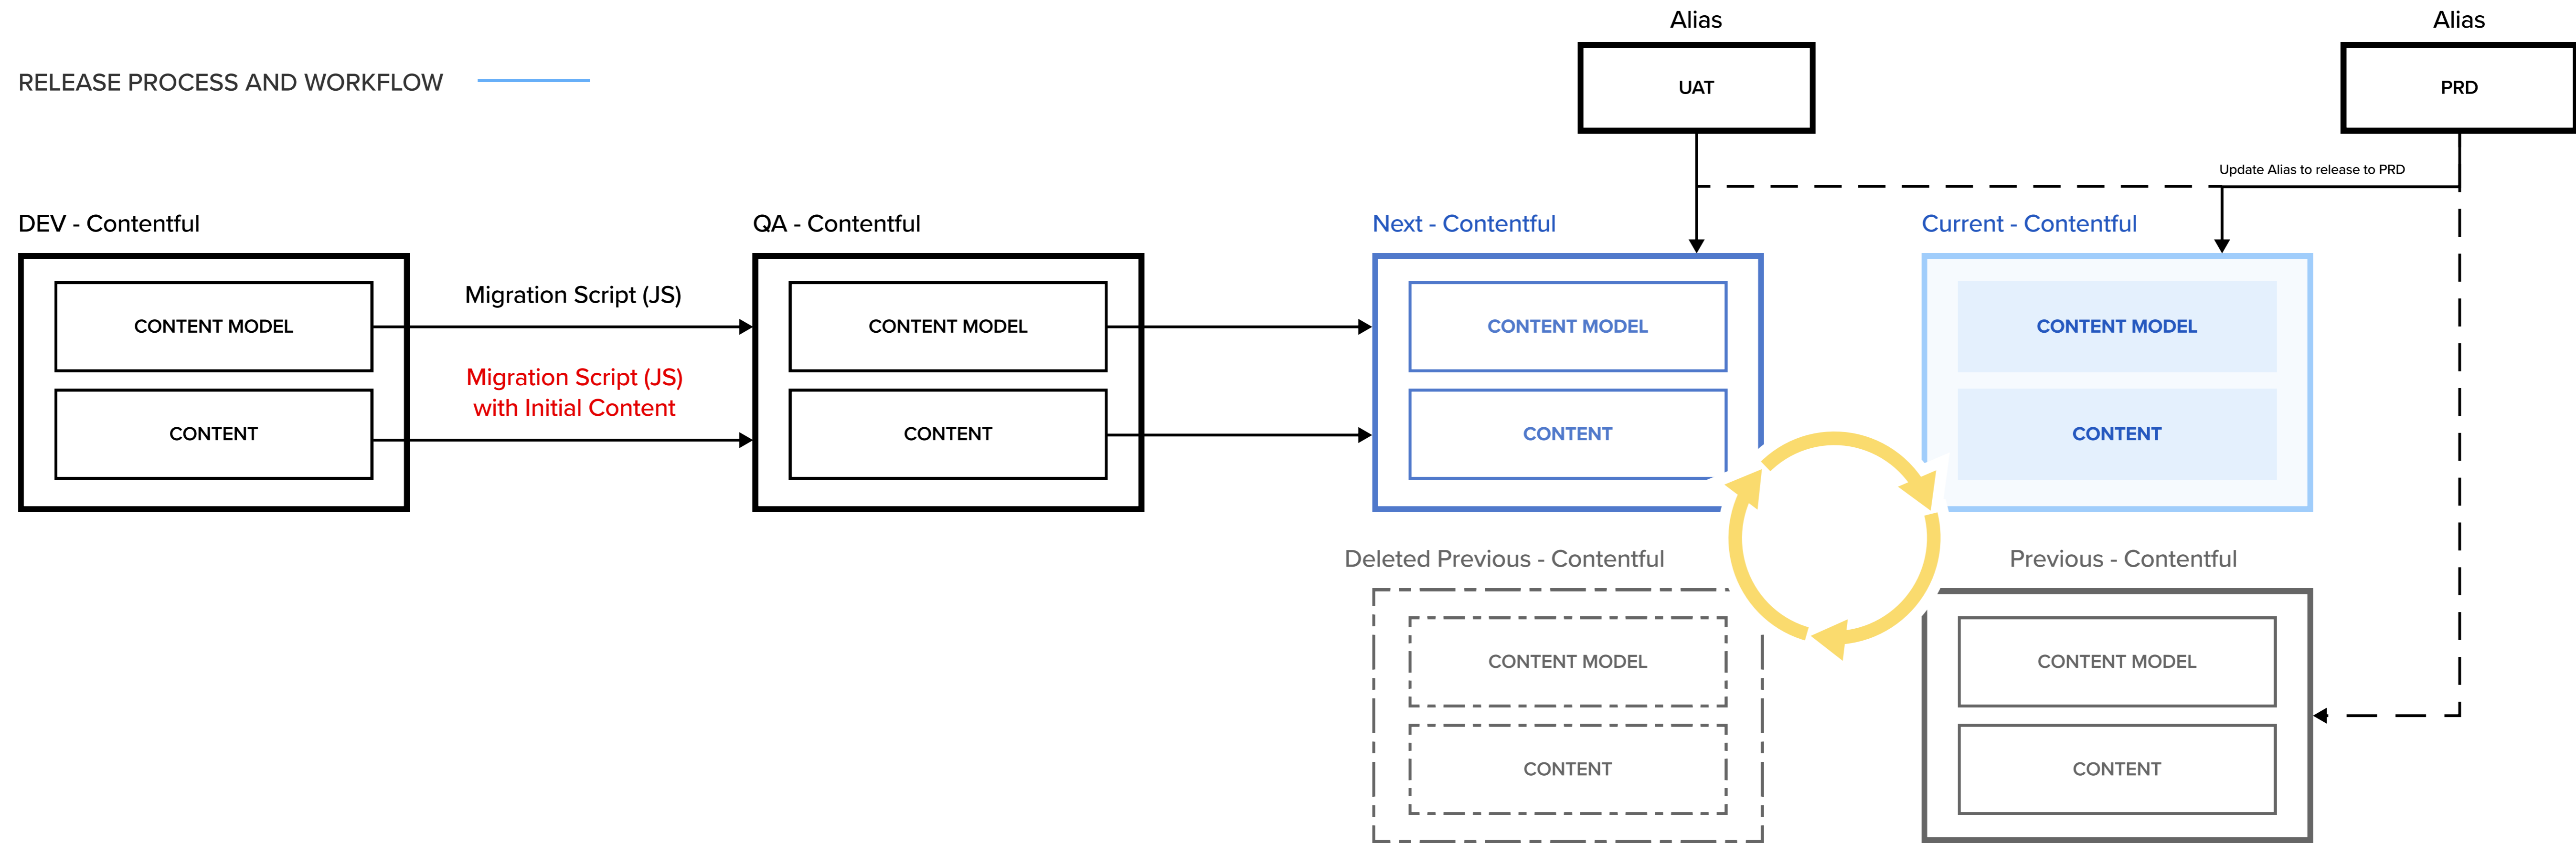 Alias
Alias
RELEASE PROCESS AND WORKFLOW
UAT
PRD
Update Alias to release to PRD
DEV - Contentful
QA - Contentful
Next - Contentful
Current - Contentful
CONTENT MODEL
Migration Script (JS)
CONTENT MODEL
CONTENT MODEL
CONTENT MODEL
Migration Script (JS)
with Initial Content
CONTENT
CONTENT
CONTENT
CONTENT
Deleted Previous - Contentful
Previous - Contentful
CONTENT MODEL
CONTENT MODEL
CONTENT
CONTENT